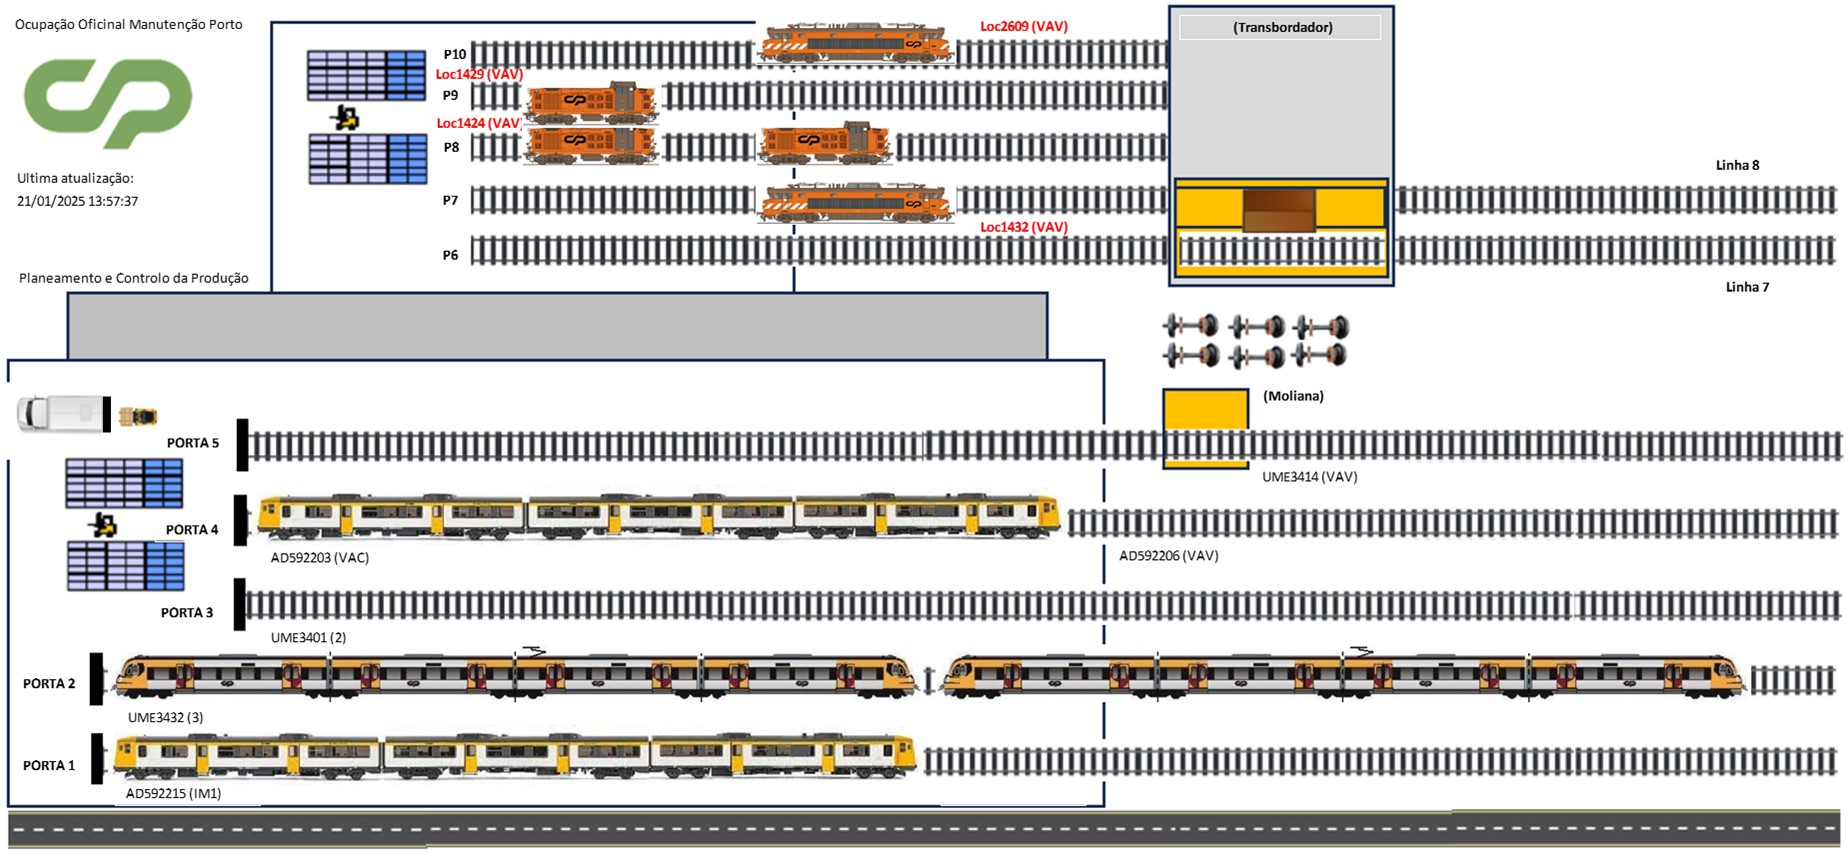 Ocupação Oficinal Manutenção Porto
Loc2609 (VAV)
(Transbordador)
P10
Loc1429 (VAV)
P9
Loc1424 (VAV)
P8
Linha 8
Ultima atualização:
21/01/2025 13:57:37
P7
Loc1432 (VAV)
P6
Planeamento e Controlo da Produção
Linha 7
(Moliana)
PORTA 5
UME3414 (VAV)
PORTA 4
AD592203 (VAC)
AD592206 (VAV)
PORTA 3
UME3401 (2)
PORTA 2
UME3432 (3)
PORTA 1
AD592215 (IM1)